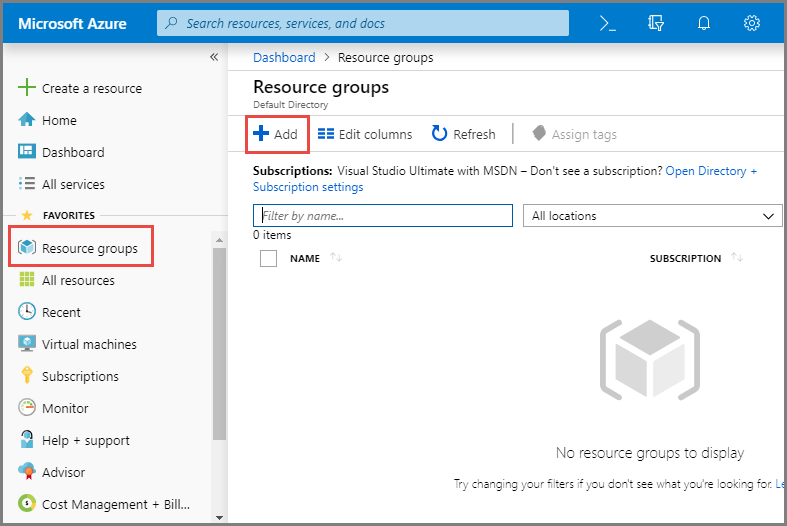 Microsoft Azure
Search resources, services, and docs
Create a resource
Home
Dashboard
All services
FAVORITES
Resource groups
All resources
Recent
Virtual machines
Subscriptions
Monitor
Help + support
Advisor
Cost Management + Bill...
Dashboard > Resource groups
Resource groups
Default Directory
Add Edit columns Refresh Assign tags
Subscriptions: Visual Studio Ultimate with MSDN – Don't see a subscription? Open Directory +
Subscription settings
Filter by name... All locations
0 items
NAME SUBSCRIPTION
No resource groups to display
Try changing your filters if you don't see what you're looking for. Le